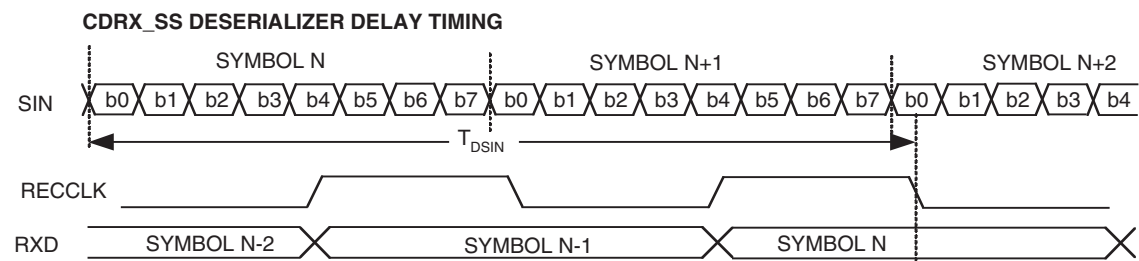 CDRX_SS DESERIALIZER DELAY TIMING
SYMBOL N SYMBOL N+1 SYMBOL N+2
SIN b0 b1 b2 b3 b4 b5 b6 b7 b0 b1 b2 b3 b4 b5 b6 b7 b0 b1 b2 b3 b4
TDSIN
RECCLK
RXD SYMBOL N-2 SYMBOL N-1 SYMBOL N